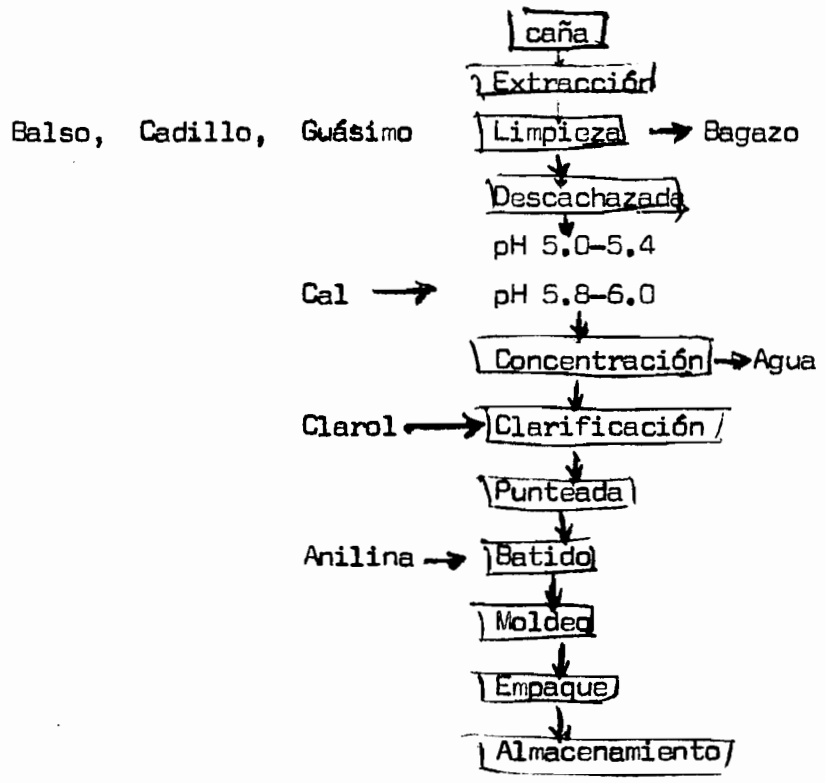 caña
Extracción
Balso, Cadillo, Guásimo Limpieza Bagazo
Descachazada
pH 5.0-5.4
Cal pH 5.8-6.0
Concentración Agua
Clarol Clarificación
Punteada
Anilina Batido
Moldeo
Empaque
Almacenamiento